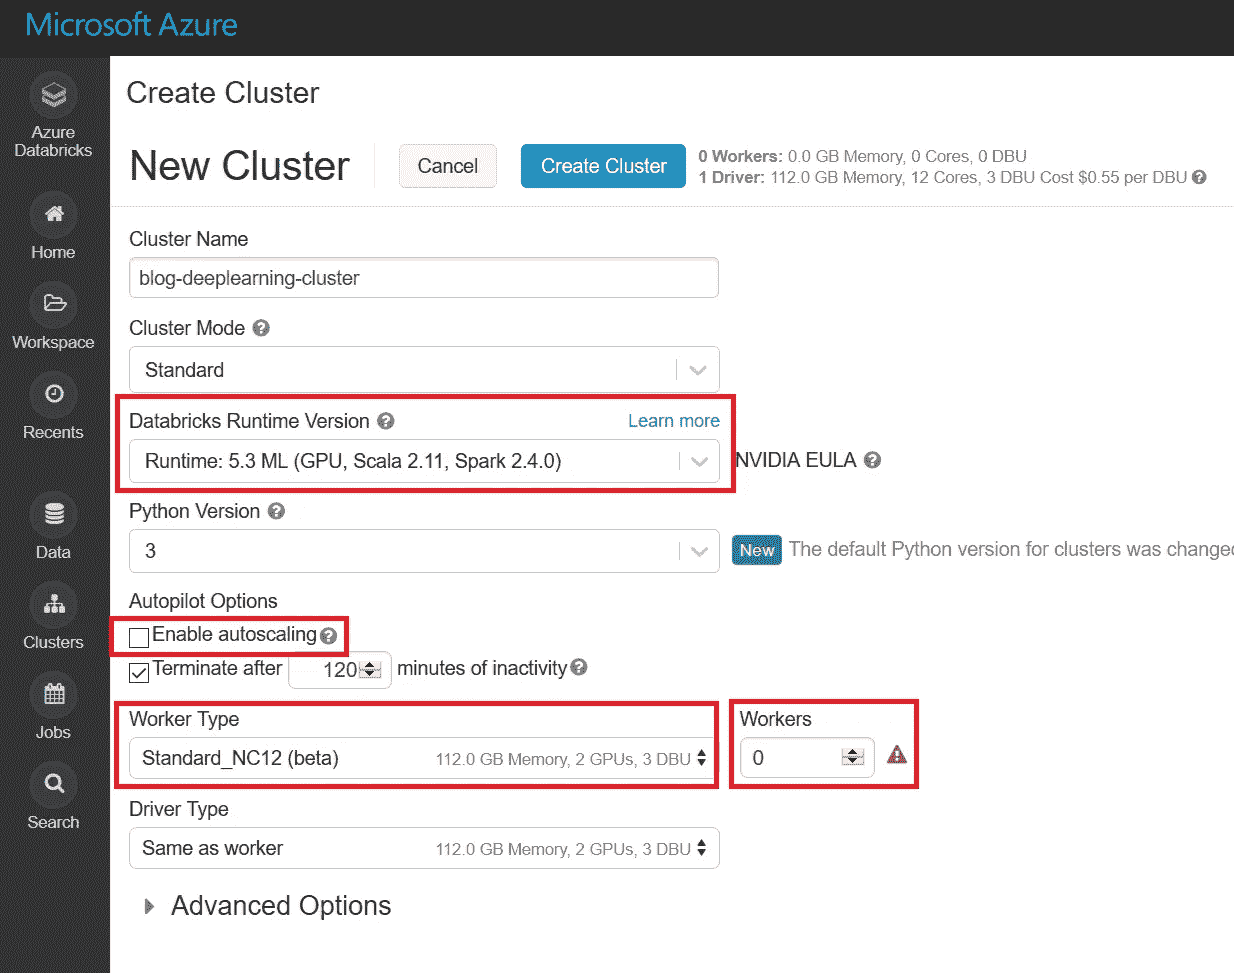 Microsoft Azure
Azure
Databricks
Home
Workspace
Recents
Data
Clusters
Jobs
Search
Create Cluster
New Cluster
Cancel
Create Cluster
0 Workers: 0.0 GB Memory, 0 Cores, 0 DBU
1 Driver: 112.0 GB Memory, 12 Cores, 3 DBU Cost $0.55 per DBU ?
Cluster Name
blog-deeplearning-cluster
Cluster Mode ?
Standard
Databricks Runtime Version ? Learn more
Runtime: 5.3 ML (GPU, Scala 2.11, Spark 2.4.0)
NVIDIA EULA ?
Python Version ?
3
New The default Python version for clusters was changed
Autopilot Options
Enable autoscaling ?
Terminate after 120 minutes of inactivity ?
Worker Type
Standard_NC12 (beta) 112.0 GB Memory, 2 GPUs, 3 DBU
Workers
0
Driver Type
Same as worker 112.0 GB Memory, 2 GPUs, 3 DBU
Advanced Options